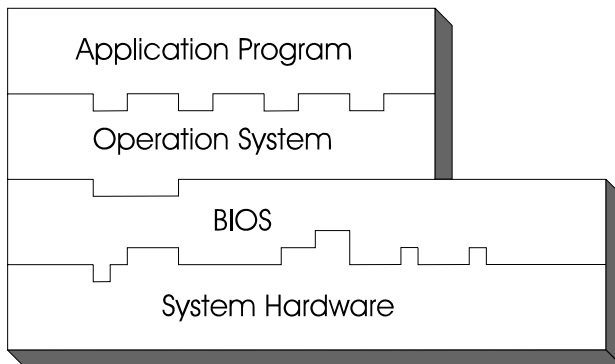 Application Program
Operation System
BIOS
System Hardware